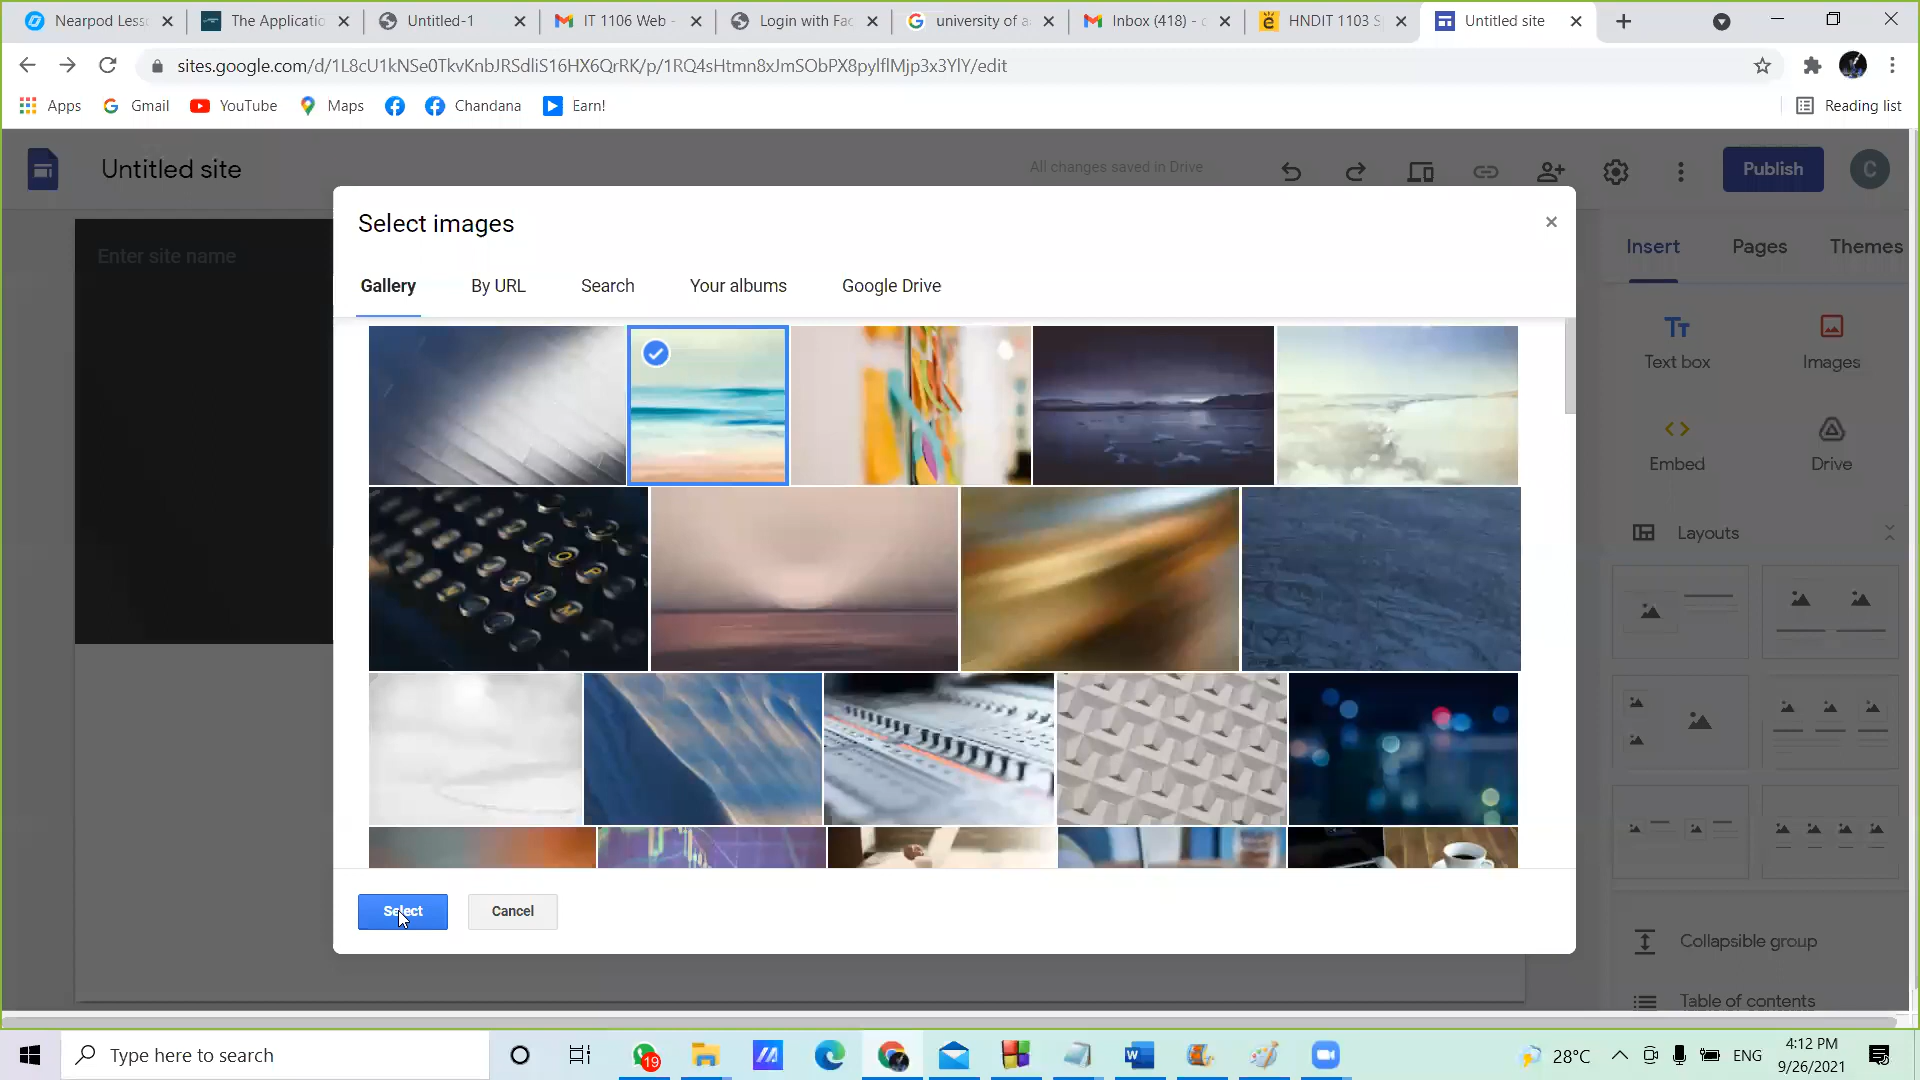 Nearpod Less
The Applicatio
Untitled-1
IT 1106 Web -
Login with Fac
university of a
Inbox (418) - c
HNDIT 1103 S
Untitled site
sites.google.com/d/1L8cU1kNSe0TkvKnbJRSdliS16HX6QrRK/p/1RQ4sHtmn8xJmSObPX8pylflMjp3x3YlY/edit
Apps
Gmail
YouTube
Maps
Chandana
Earn!
Reading list
Untitled site
All changes saved in Drive
Publish
C
Enter site name
Select images
Gallery
By URL
Search
Your albums
Google Drive
Select
Cancel
Insert
Pages
Themes
Text box
Images
Embed
Drive
Layouts
Collapsible group
Table of contents
Type here to search
19
28°C
ENG
4:12 PM
9/26/2021